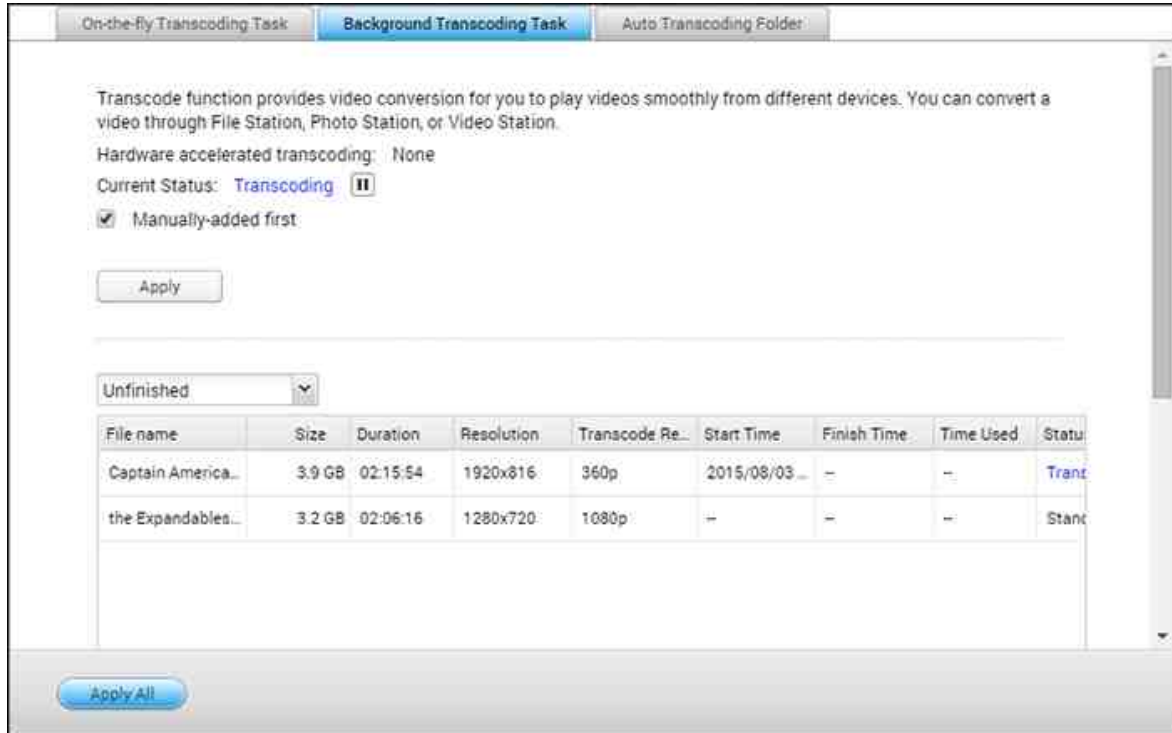 On-the-fly Transcoding Task Background Transcoding Task Auto Transcoding Folder
Transcode function provides video conversion for you to play videos smoothly from different devices. You can convert a
video through File Station, Photo Station, or Video Station.
Hardware accelerated transcoding: None
Current Status: Transcoding
Manually-added first
Apply
Unfinished
File name Size Duration Resolution Transcode Re... Start Time Finish Time Time Used Statu
Captain America... 3.9 GB 02:15:54 1920x816 360p 2015/08/03 ... -- -- Trans
the Expandables... 3.2 GB 02:06:16 1280x720 1080p -- -- -- Stand
Apply All